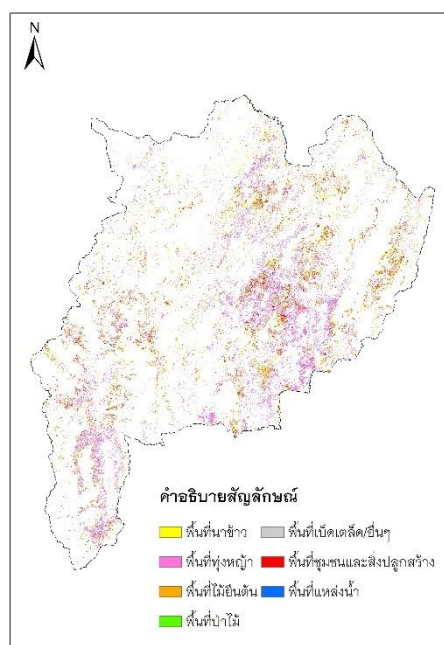 N
คำอธิบายสัญลักษณ์
พื้นที่นาข้าว พื้นที่เบ็ดเตล็ด/อื่นๆ
พื้นที่ทุ่งหญ้า พื้นที่ชุมชนและสิ่งปลูกสร้าง
พื้นที่ไม้ยืนต้น พื้นที่แหล่งน้ำ
พื้นที่ป่าไม้